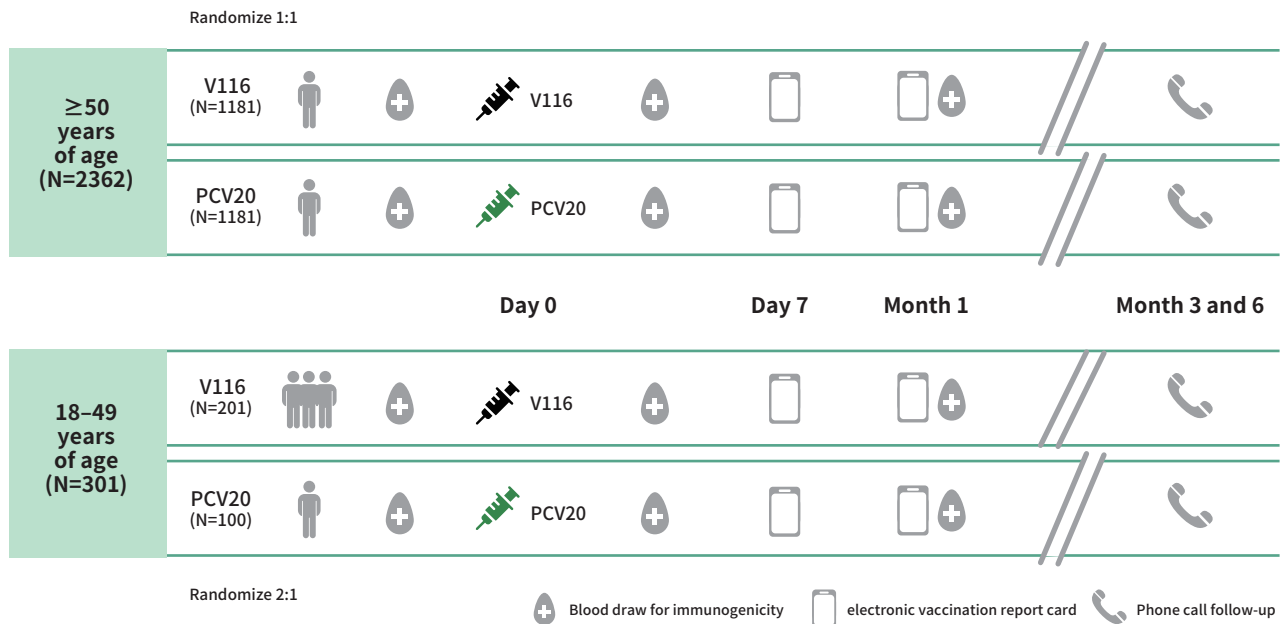 Randomize 1:1
≥50
years
of age
(N=2362)
V116
(N=1181)
V116
PCV20
(N=1181)
PCV20
Day 0
Day 7
Month 1
Month 3 and 6
18–49
years
of age
(N=301)
V116
(N=201)
V116
PCV20
(N=100)
PCV20
Randomize 2:1
Blood draw for immunogenicity
electronic vaccination report card
Phone call follow-up